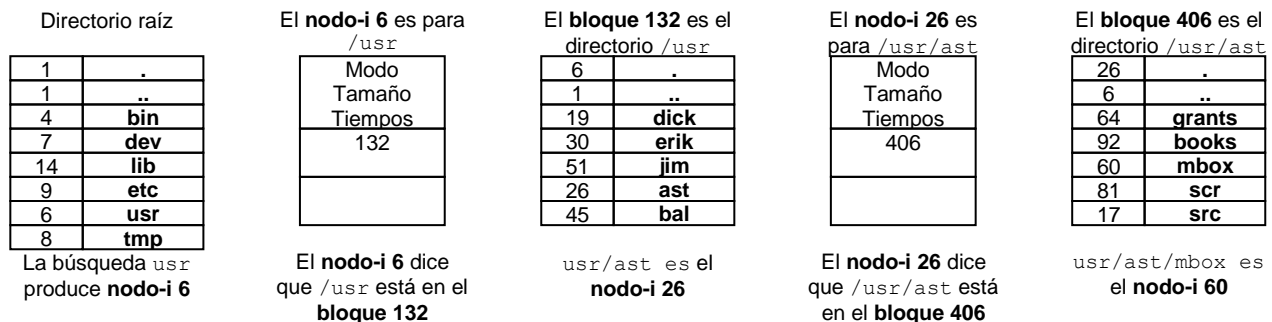 Directorio raíz
1 .
1 ..
4 bin
7 dev
14 lib
9 etc
6 usr
8 tmp
La búsqueda usr
produce nodo-i 6
El nodo-i 6 es para
/usr
Modo
Tamaño
Tiempos
132
El nodo-i 6 dice
que /usr está en el
bloque 132
El bloque 132 es el
directorio /usr
6 .
1 ..
19 dick
30 erik
51 jim
26 ast
45 bal
usr/ast es el
nodo-i 26
El nodo-i 26 es
para /usr/ast
Modo
Tamaño
Tiempos
406
El nodo-i 26 dice
que /usr/ast está
en el bloque 406
El bloque 406 es el
directorio /usr/ast
26 .
6 ..
64 grants
92 books
60 mbox
81 scr
17 src
usr/ast/mbox es
el nodo-i 60